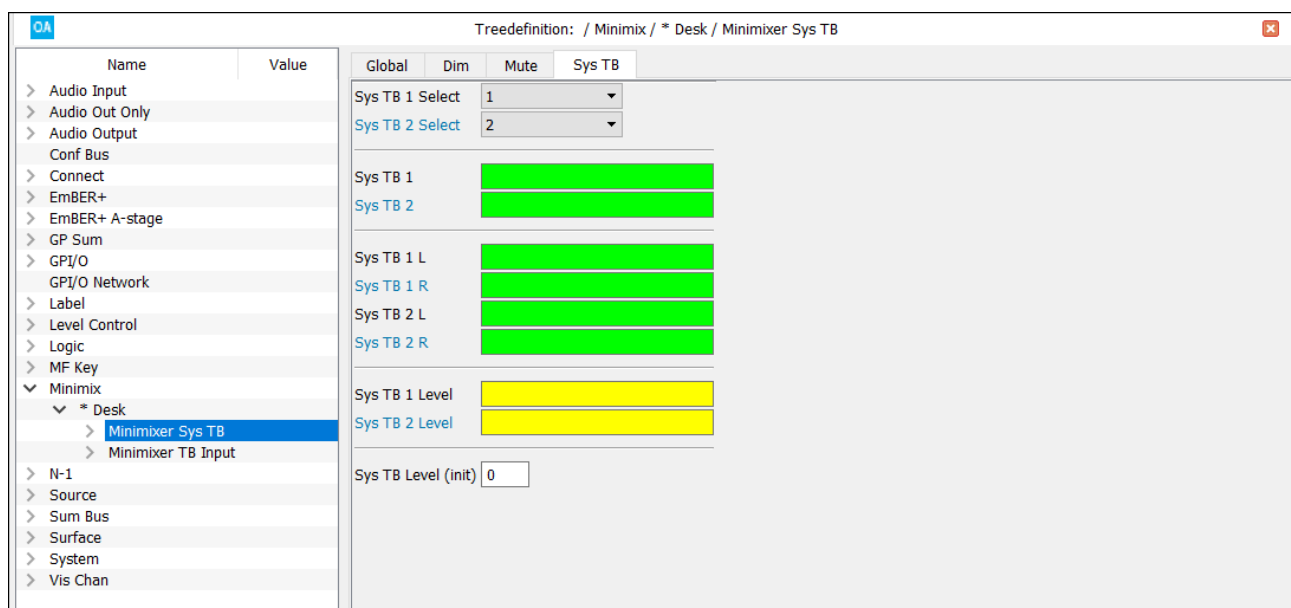 OA
Treedefinition: / Minimix / * Desk / Minimixer Sys TB
Name Value
Audio Input
Audio Out Only
Audio Output
Conf Bus
Connect
EmBER+
EmBER+ A-stage
GP Sum
GPI/O
GPI/O Network
Label
Level Control
Logic
MF Key
Minimix
* Desk
Minimixer Sys TB
Minimixer TB Input
N-1
Source
Sum Bus
Surface
System
Vis Chan
Global Dim Mute Sys TB
Sys TB 1 Select 1
Sys TB 2 Select 2
Sys TB 1
Sys TB 2
Sys TB 1 L
Sys TB 1 R
Sys TB 2 L
Sys TB 2 R
Sys TB 1 Level
Sys TB 2 Level
Sys TB Level (init) 0